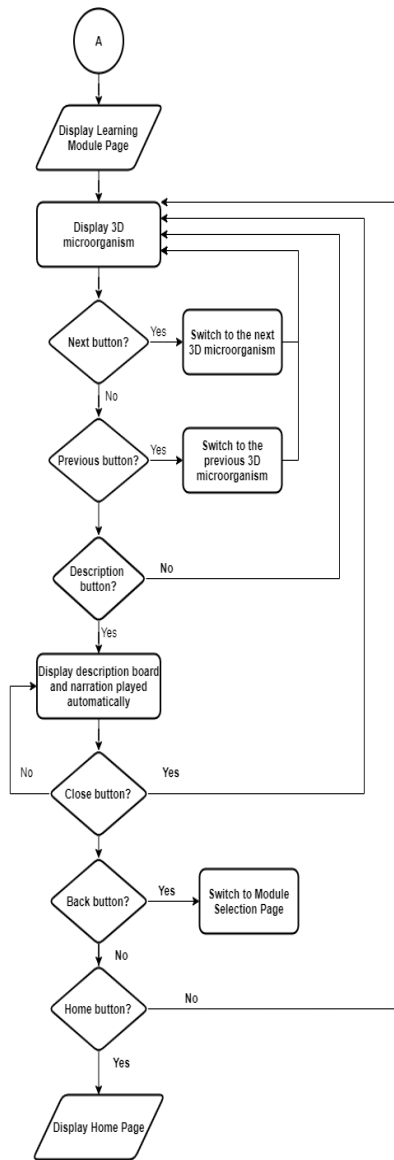 A
Display Learning
Module Page
Display 3D
microorganism
Next button?
Yes
Switch to the next
3D microorganism
No
Previous button?
Yes
Switch to the
previous 3D
microorganism
Description
button?
No
Yes
Display description board
and narration played
automatically
No
Close button?
Yes
Back button?
Yes
Switch to Module
Selection Page
No
Home button?
No
Yes
Display Home Page